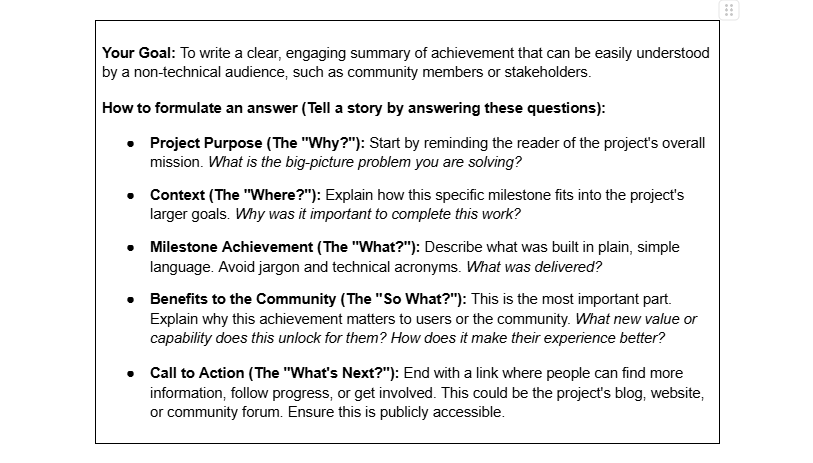 Your Goal: To write a clear, engaging summary of achievement that can be easily understood
by a non-technical audience, such as community members or stakeholders.
How to formulate an answer (Tell a story by answering these questions):
● Project Purpose (The "Why?"): Start by reminding the reader of the project's overall
mission. What is the big-picture problem you are solving?
● Context (The "Where?"): Explain how this specific milestone fits into the project's
larger goals. Why was it important to complete this work?
● Milestone Achievement (The "What?"): Describe what was built in plain, simple
language. Avoid jargon and technical acronyms. What was delivered?
● Benefits to the Community (The "So What?"): This is the most important part.
Explain why this achievement matters to users or the community. What new value or
capability does this unlock for them? How does it make their experience better?
● Call to Action (The "What's Next?"): End with a link where people can find more
information, follow progress, or get involved. This could be the project's blog, website,
or community forum. Ensure this is publicly accessible.